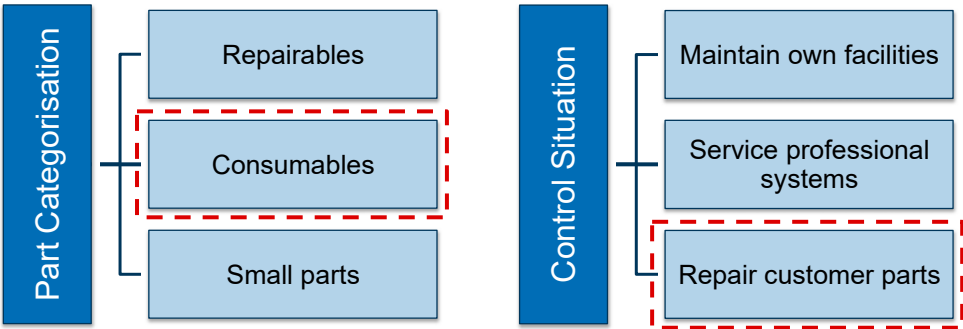 Part Categorisation
Repairables
Consumables
Small parts
Control Situation
Maintain own facilities
Service professional
systems
Repair customer parts